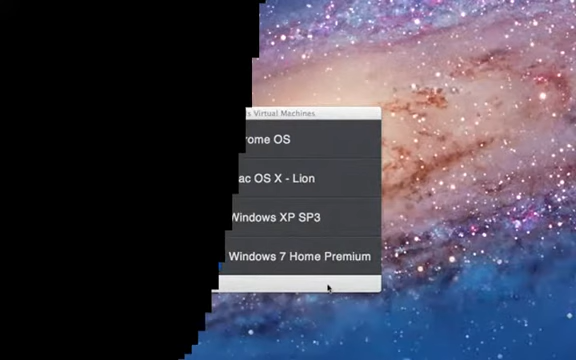 s Virtual Machines
rome OS
ac OS X - Lion
Windows XP SP3
Windows 7 Home Premium